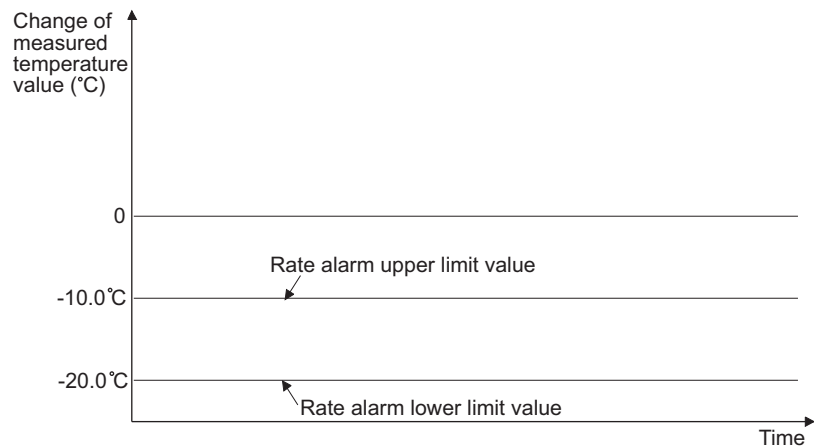 Change of
measured
temperature
value (°C)
0
Rate alarm upper limit value
-10.0°C
-20.0°C
Rate alarm lower limit value
Time